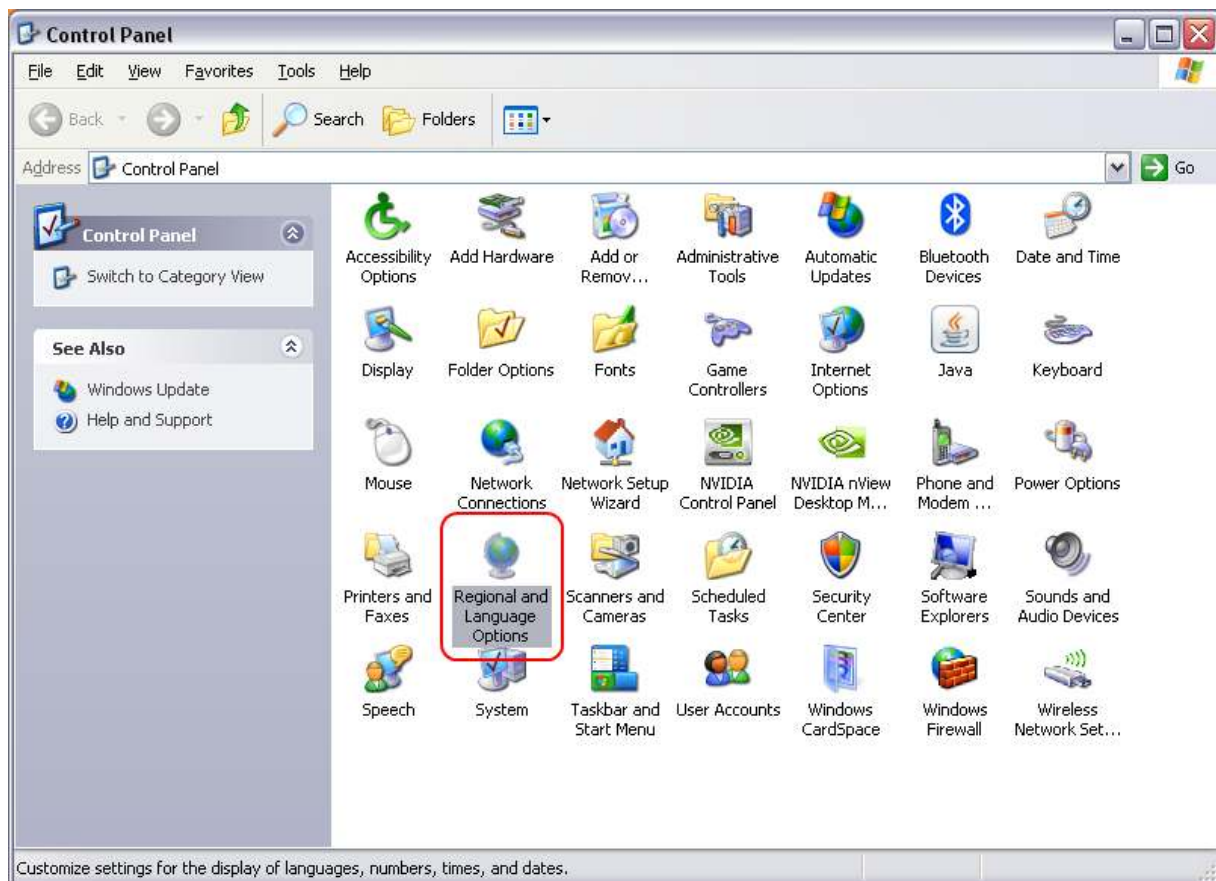 Control Panel
File Edit View Favorites Tools Help
Back Search Folders
Address Control Panel Go
Control Panel
Switch to Category View
See Also
Windows Update
Help and Support
Accessibility Options
Add Hardware
Add or Remov...
Administrative Tools
Automatic Updates
Bluetooth Devices
Date and Time
Display
Folder Options
Fonts
Game Controllers
Internet Options
Java
Keyboard
Mouse
Network Connections
Network Setup Wizard
NVIDIA Control Panel
NVIDIA nView Desktop M...
Phone and Modem ...
Power Options
Printers and Faxes
Regional and Language Options
Scanners and Cameras
Scheduled Tasks
Security Center
Software Explorers
Sounds and Audio Devices
Speech
System
Taskbar and Start Menu
User Accounts
Windows CardSpace
Windows Firewall
Wireless Network Set...
Customize settings for the display of languages, numbers, times, and dates.